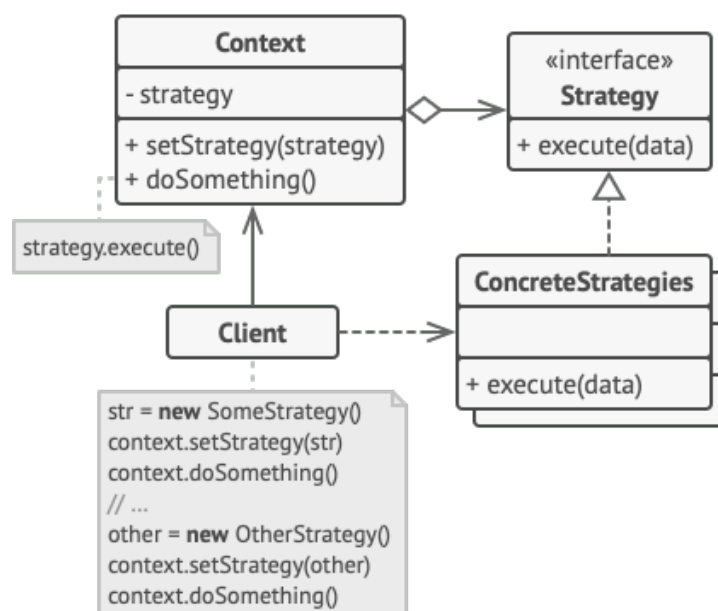 Context
- strategy
+ setStrategy(strategy)
+ doSomething()
«interface»
Strategy
+ execute(data)
strategy.execute()
ConcreteStrategies
+ execute(data)
Client
str = new SomeStrategy()
context.setStrategy(str)
context.doSomething()
// ...
other = new OtherStrategy()
context.setStrategy(other)
context.doSomething()